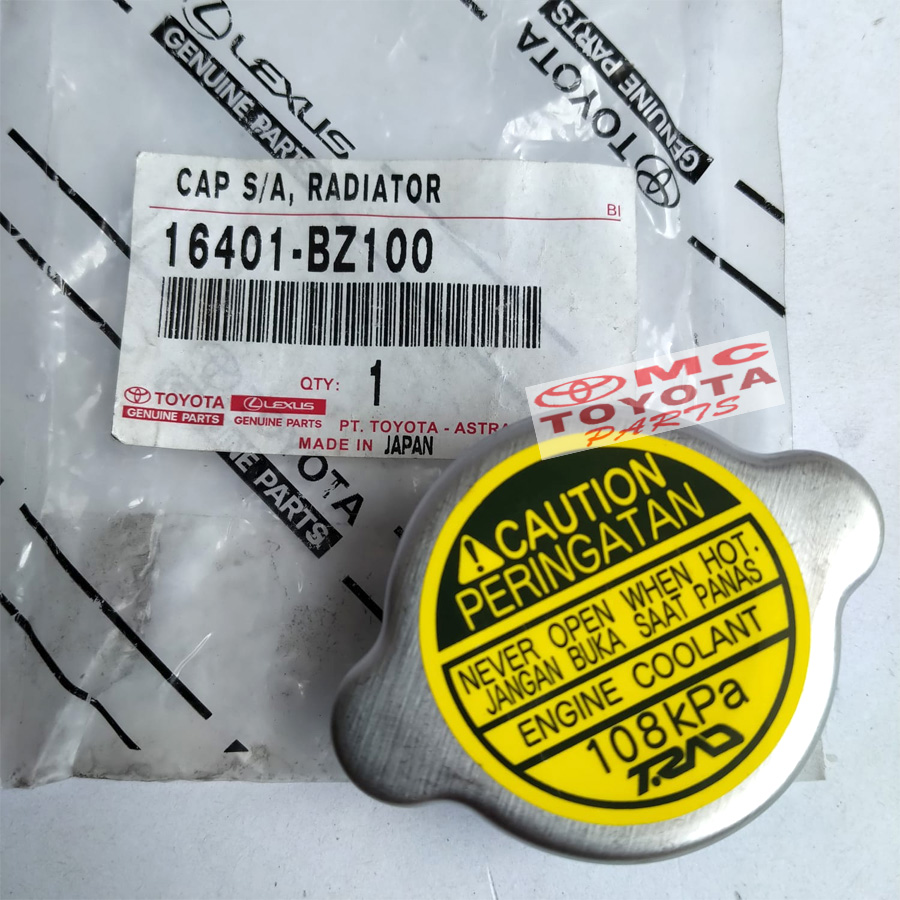 LEXUS
GENUINE PARTS
TOYOTA
GENUINE PARTS
CAP S/A, RADIATOR
BI
16401-BZ100
QTY: 1
TOYOTA
GENUINE PARTS
LEXUS
GENUINE PARTS
PT. TOYOTA - ASTRA
MADE IN JAPAN
MC
TOYOTA
PARTS
TOYOTA
GENUINE PARTS
CAUTION
PERINGATAN
NEVER OPEN WHEN HOT.
JANGAN BUKA SAAT PANAS
ENGINE COOLANT
108kPa
T.RAD